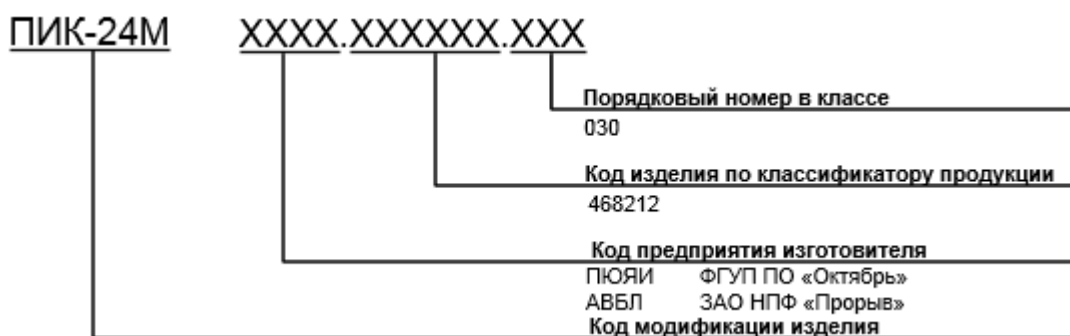 ПИК-24М XXXX.XXXXXX.XXX
Порядковый номер в классе
030
Код изделия по классификатору продукции
468212
Код предприятия изготовителя
ПЮЯИ ФГУП ПО «Октябрь»
АВБЛ ЗАО НПФ «Прорыв»
Код модификации изделия